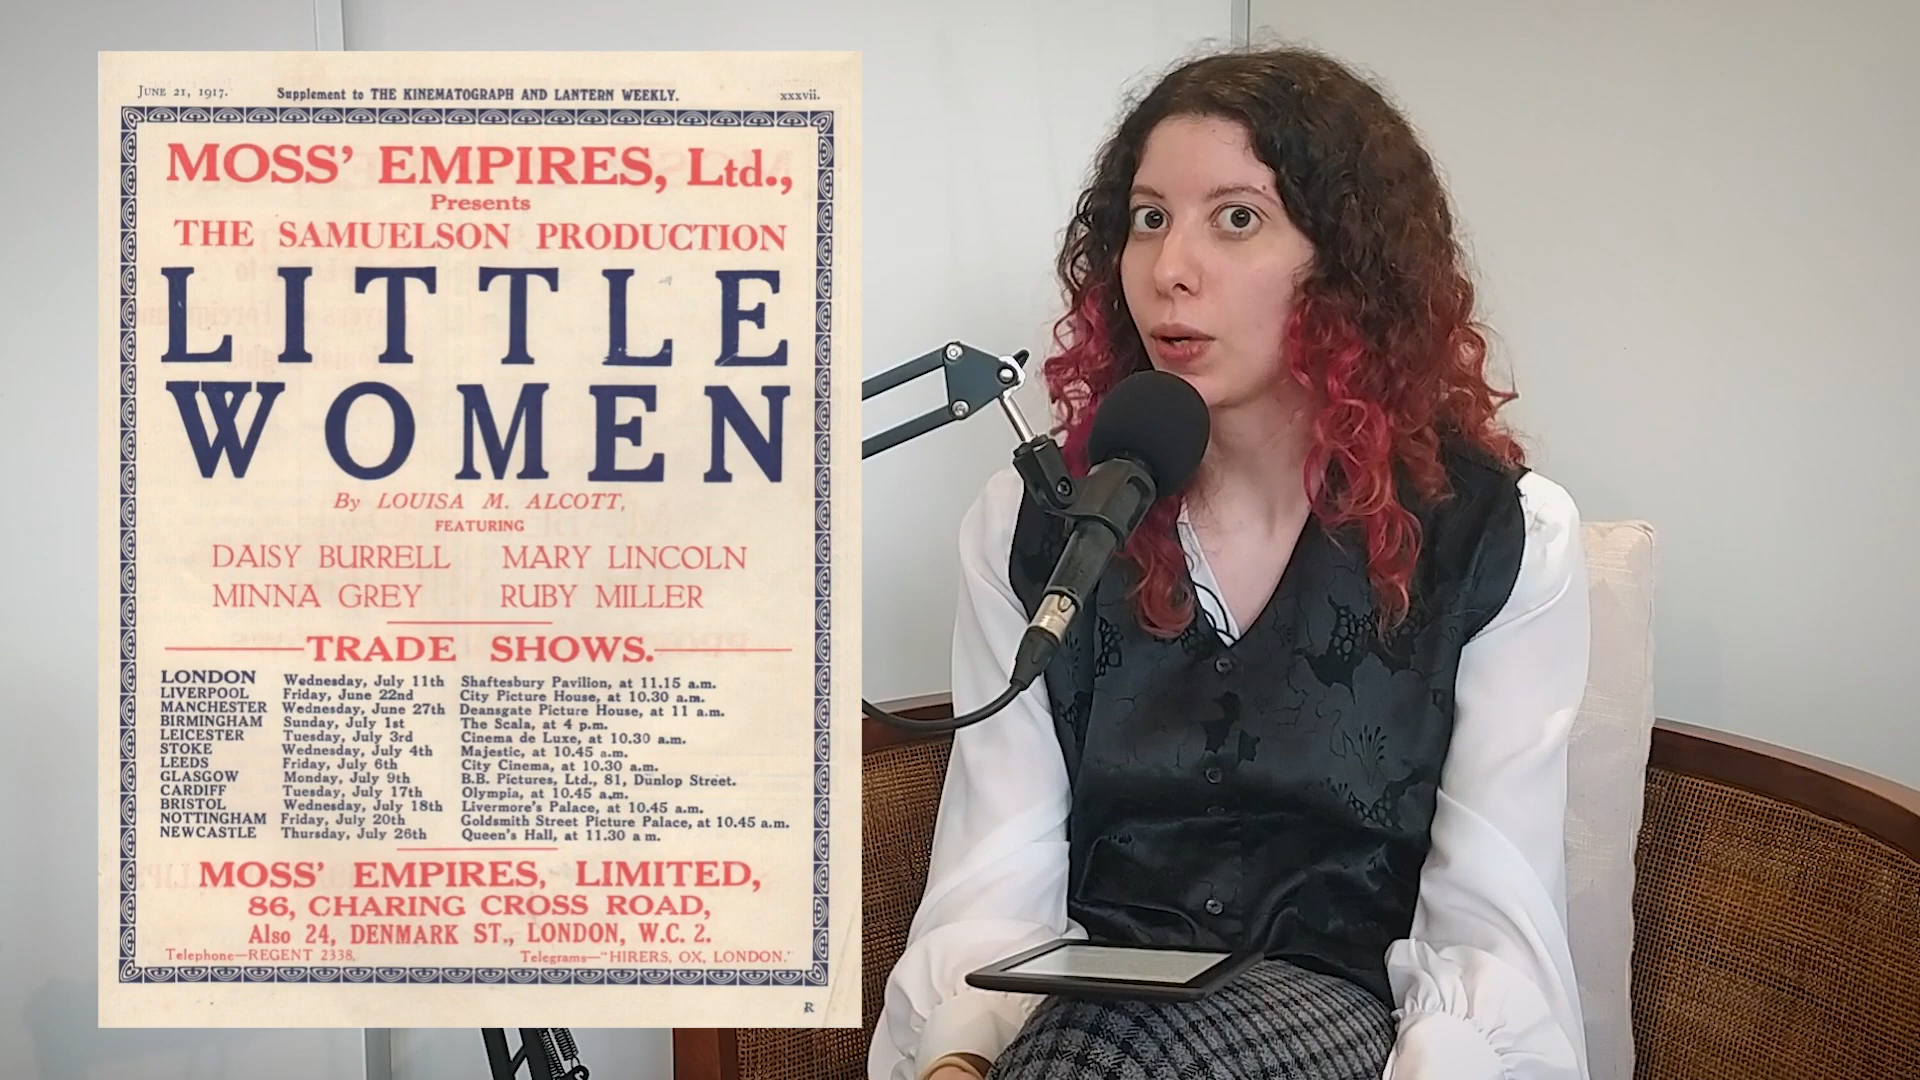 JUNE 21, 1917. Supplement to THE KINEMATOGRAPH AND LANTERN WEEKLY. xxxvii.
MOSS' EMPIRES, Ltd.,
Presents
THE SAMUELSON PRODUCTION
LITTLE
WOMEN
By LOUISA M. ALCOTT,
FEATURING
DAISY BURRELL MARY LINCOLN
MINNA GREY RUBY MILLER
TRADE SHOWS.
LONDON Wednesday, July 11th Shaftesbury Pavilion, at 11.15 a.m.
LIVERPOOL Friday, June 22nd City Picture House, at 10.30 a.m.
MANCHESTER Wednesday, June 27th Deansgate Picture House, at 11 a.m.
BIRMINGHAM Sunday, July 1st The Scala, at 4 p.m.
LEICESTER Tuesday, July 3rd Cinema de Luxe, at 10.30 a.m.
STOKE Wednesday, July 4th Majestic, at 10.45 a.m.
LEEDS Friday, July 6th City Cinema, at 10.30 a.m.
GLASGOW Monday, July 9th B.B. Pictures, Ltd., 81, Dunlop Street.
CARDIFF Tuesday, July 17th Olympia, at 10.45 a.m.
BRISTOL Wednesday, July 18th Livermore's Palace, at 10.45 a.m.
NOTTINGHAM Friday, July 20th Goldsmith Street Picture Palace, at 10.45 a.m.
NEWCASTLE Thursday, July 26th Queen's Hall, at 11.30 a m.
MOSS' EMPIRES, LIMITED,
86, CHARING CROSS ROAD,
Also 24, DENMARK ST., LONDON, W.C. 2.
Telephone—REGENT 2338. Telegrams—"HIRERS, OX, LONDON."
R